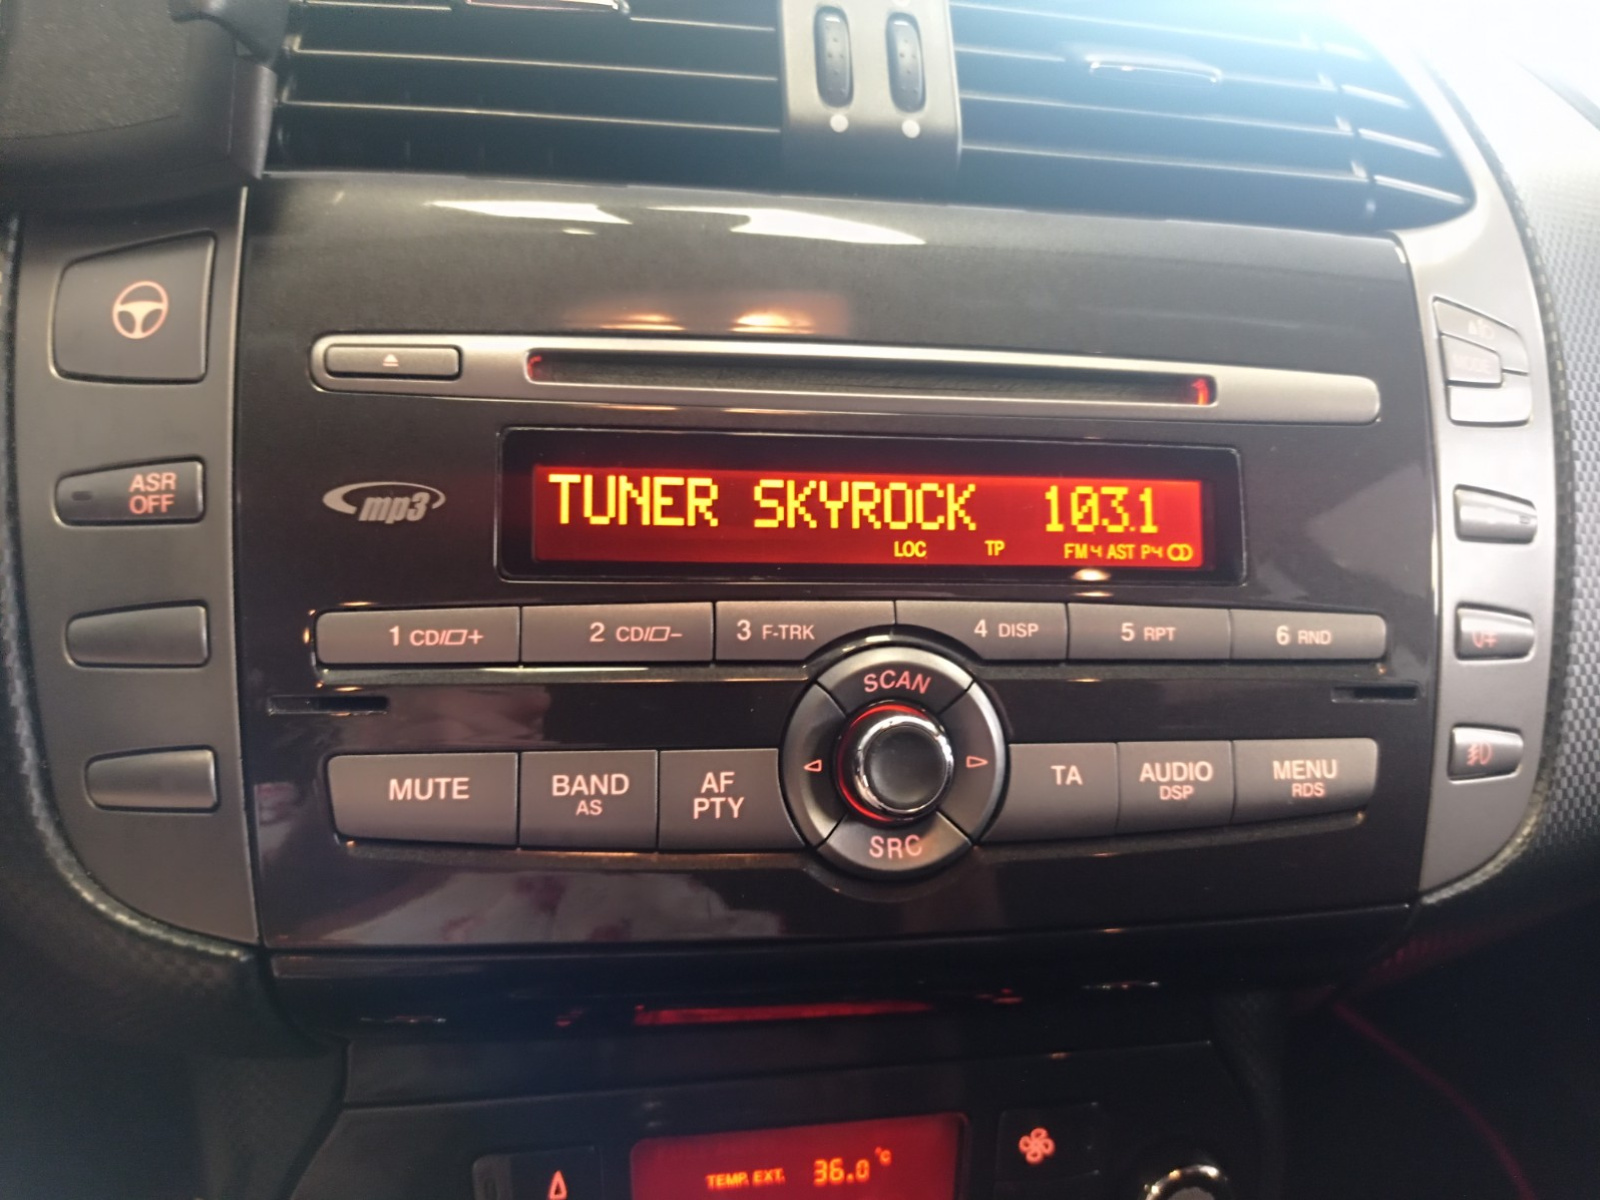 ASR
OFF
mp3
TUNER SKYROCK 103.1
LOC TP FM4 AST P4
1 CD/+
2 CD/-
3 F-TRK
4 DISP
5 RPT
6 RND
SCAN
MUTE
BAND
AS
AF
PTY
TA
AUDIO
DSP
MENU
RDS
SRC
TEMP. EXT. 36.0 °C